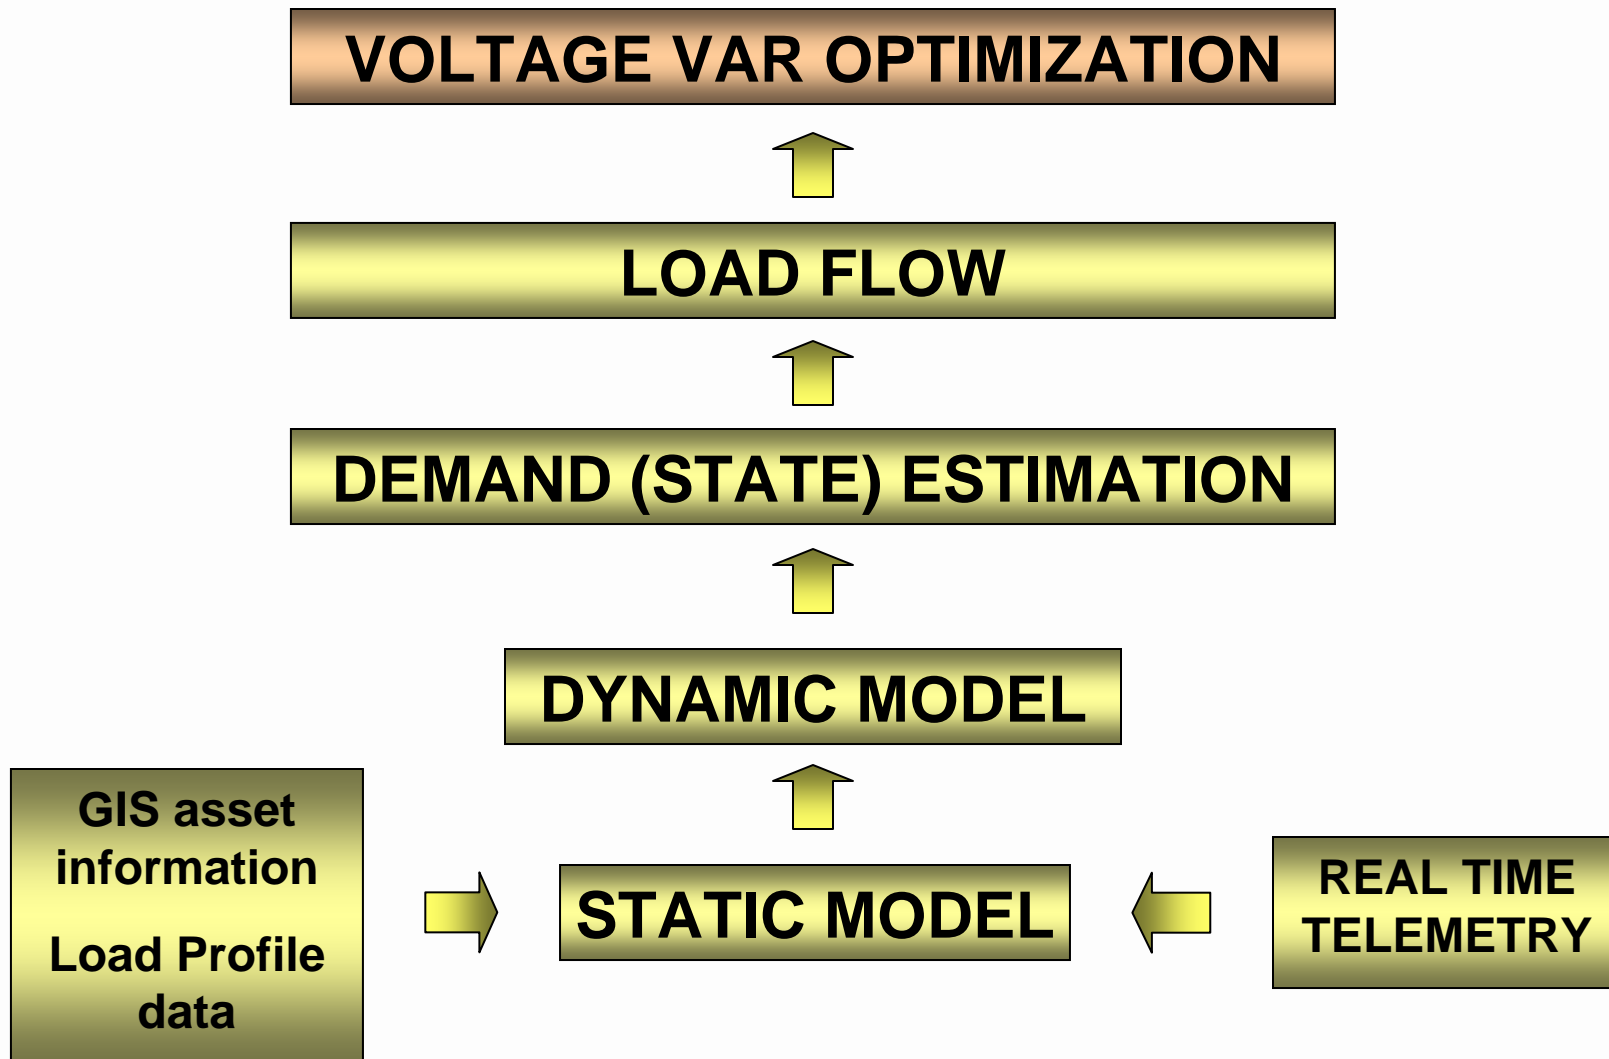 VOLTAGE VAR OPTIMIZATION
LOAD FLOW
DEMAND (STATE) ESTIMATION
DYNAMIC MODEL
GIS asset
information
Load Profile
data
STATIC MODEL
REAL TIME
TELEMETRY